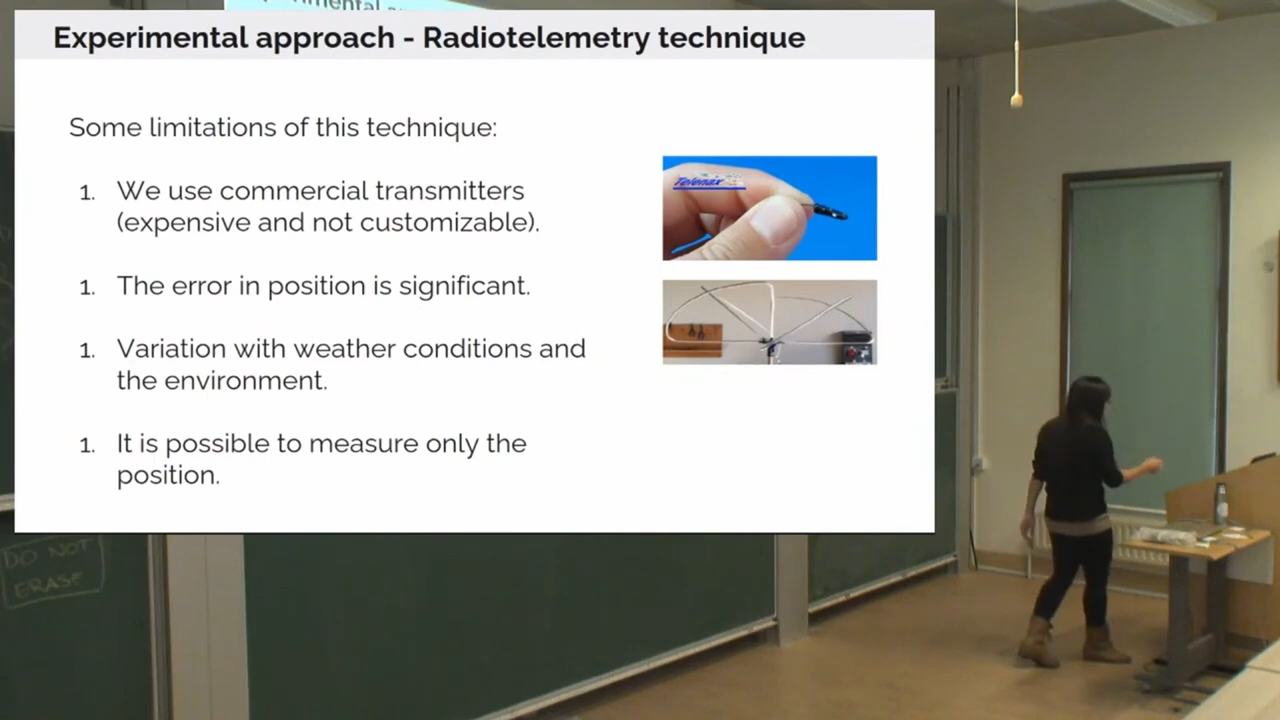 Experimental approach - Radiotelemetry technique
Some limitations of this technique:
1. We use commercial transmitters
(expensive and not customizable).
Telenax
1. The error in position is significant.
1. Variation with weather conditions and
the environment.
1. It is possible to measure only the
position.
DO NOT
ERASE